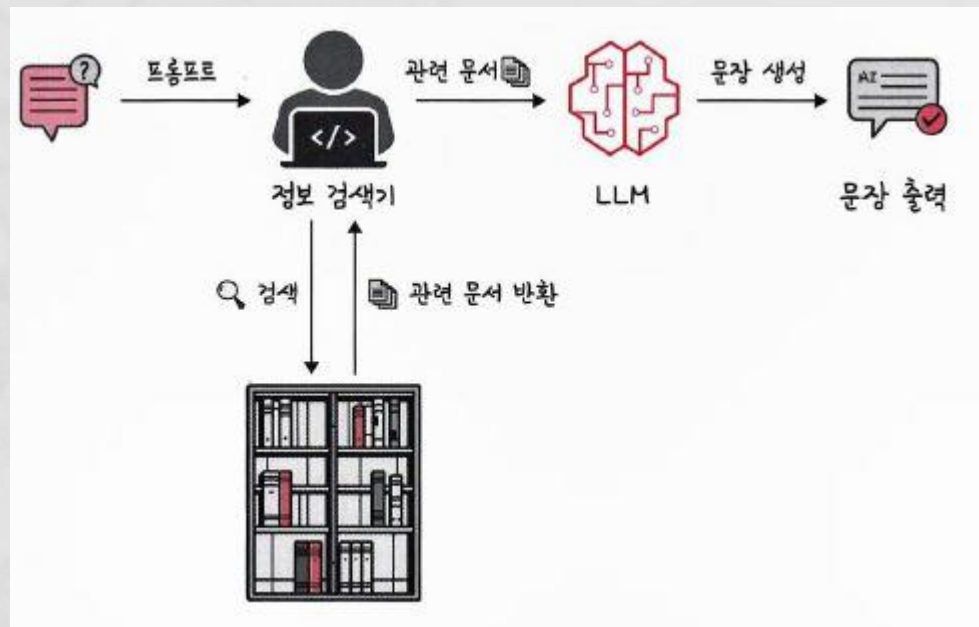 ?
프롬프트
관련 문서
문장 생성
AI
</>
정보 검색기
LLM
문장 출력
검색
관련 문서 반환